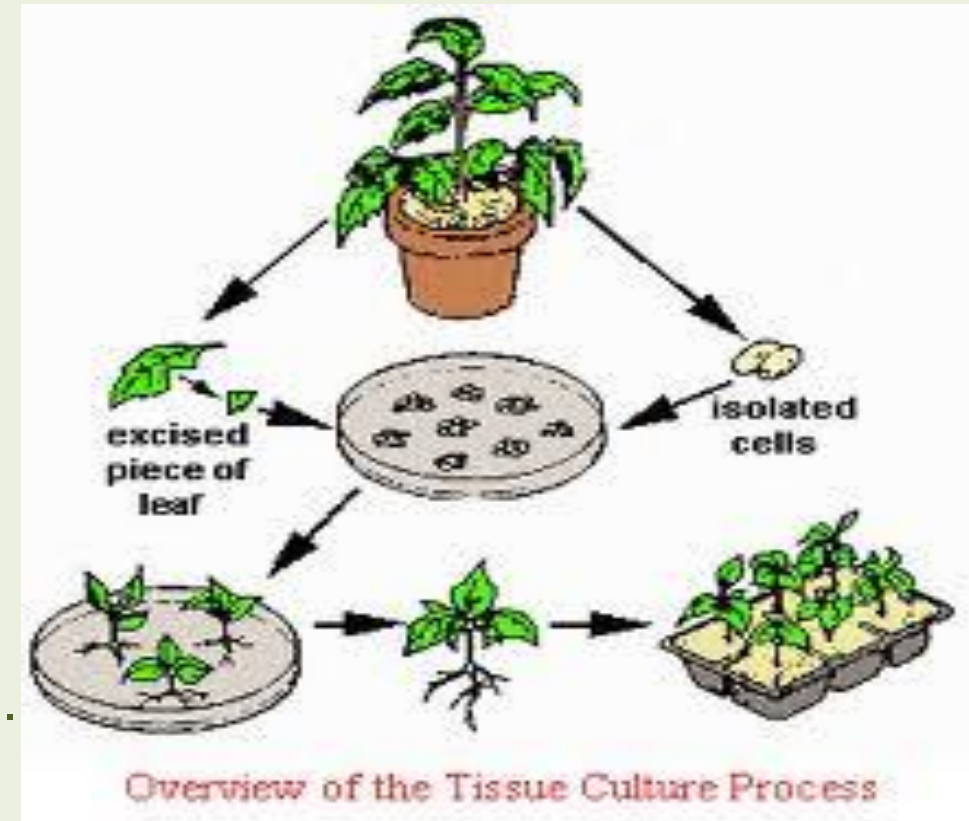 excised
piece of
leaf
isolated
cells
Overview of the Tissue Culture Process